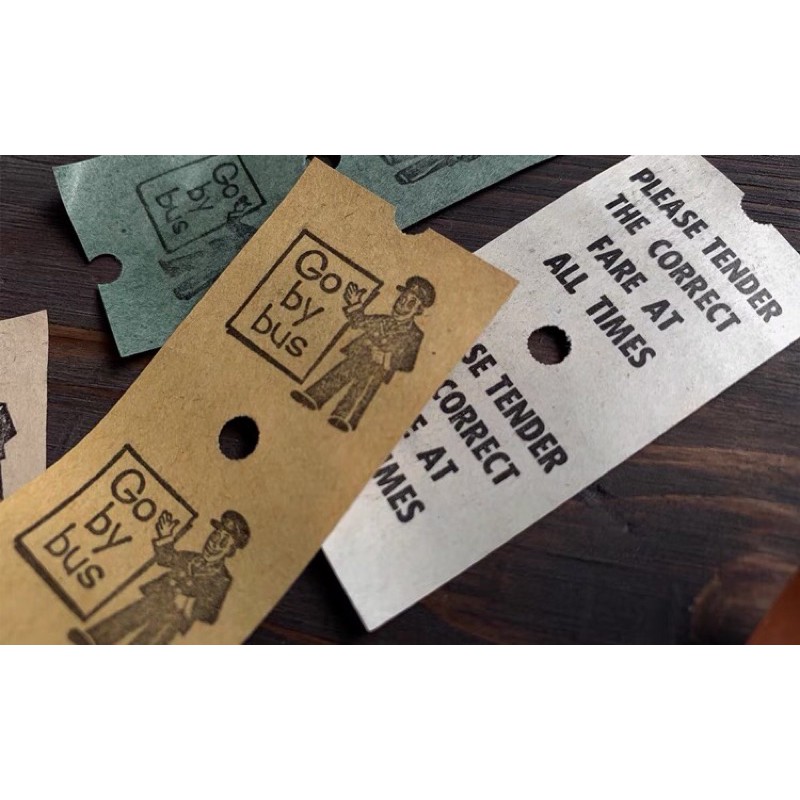 Go
by
bus
Go
by
bus
Go
by
bus
PLEASE TENDER
THE CORRECT
FARE AT
ALL TIMES
SE TENDER
CORRECT
AT